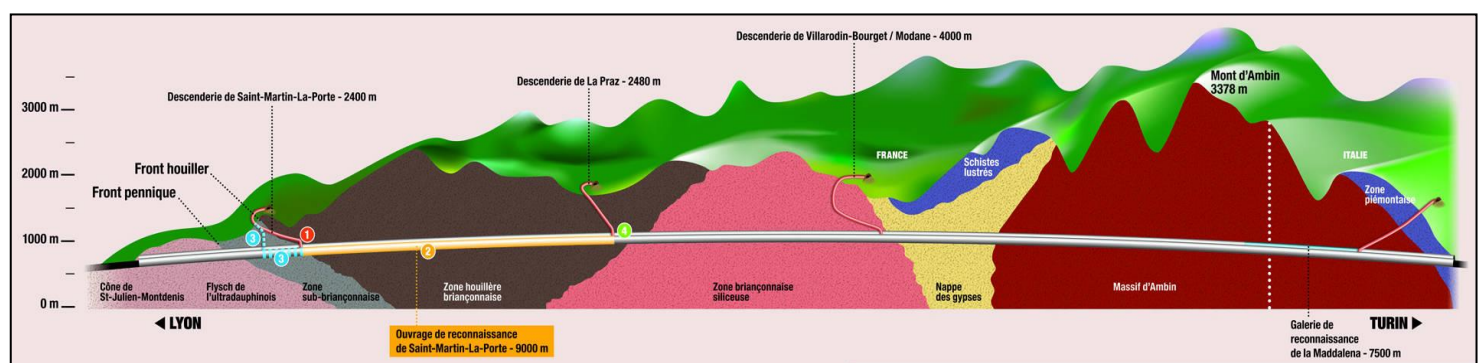 Descenderie de Villarodin-Bourget / Modane - 4000 m
Descenderie de La Praz - 2480 m
Descenderie de Saint-Martin-La-Porte - 2400 m
Mont d'Ambin
3378 m
3000 m
2000 m
1000 m
0 m
Front houiller
Front pennique
FRANCE
Schistes
lustrés
ITALIE
Zone
piémontaise
3
1
3
2
4
Cône de
St-Julien-Montdenis
Flysch de
l'ultradauphinois
Zone
sub-briançonnaise
Zone houillère
briançonnaise
Zone briançonnaise
siliceuse
Nappe
des gypses
Massif d'Ambin
LYON
Ouvrage de reconnaissance
de Saint-Martin-La-Porte - 9000 m
Galerie de
reconnaissance
de la Maddalena - 7500 m
TURIN